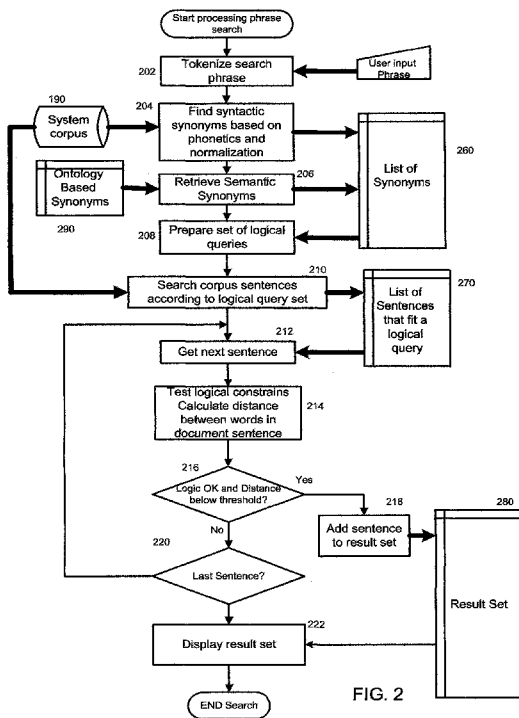 Start processing phrase
search
202
Tokenize search
phrase
User input
Phrase
190
System
corpus
204
Find syntactic
synonyms based on
phonetics and
normalization
260
List of
Synonyms
Ontology
Based
Synonyms
290
206
Retrieve Semantic
Synonyms
208
Prepare set of logical
queries
210
Search corpus sentences
according to logical query set
270
List of
Sentences
that fit a
logical
query
212
Get next sentence
Test logical constrains
Calculate distance
between words in
document sentence
214
216
Logic OK and Distance
below threshold?
Yes
No
218
Add sentence
to result set
280
Result Set
220
Last Sentence?
222
Display result set
END Search
FIG. 2